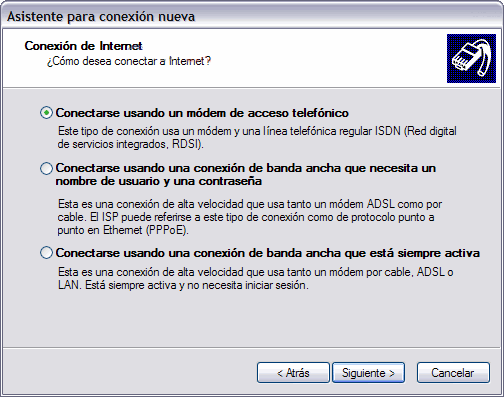 Asistente para conexión nueva
Conexión de Internet
¿Cómo desea conectar a Internet?
Conectarse usando un módem de acceso telefónico
Este tipo de conexión usa un módem y una línea telefónica regular ISDN (Red digital
de servicios integrados, RDSI).
Conectarse usando una conexión de banda ancha que necesita un
nombre de usuario y una contraseña
Esta es una conexión de alta velocidad que usa tanto un módem ADSL como por
cable. El ISP puede referirse a este tipo de conexión como de protocolo punto a
punto en Ethernet (PPPoE).
Conectarse usando una conexión de banda ancha que está siempre activa
Esta es una conexión de alta velocidad que usa tanto un módem por cable, ADSL o
LAN. Está siempre activa y no necesita iniciar sesión.
< Atrás Siguiente > Cancelar